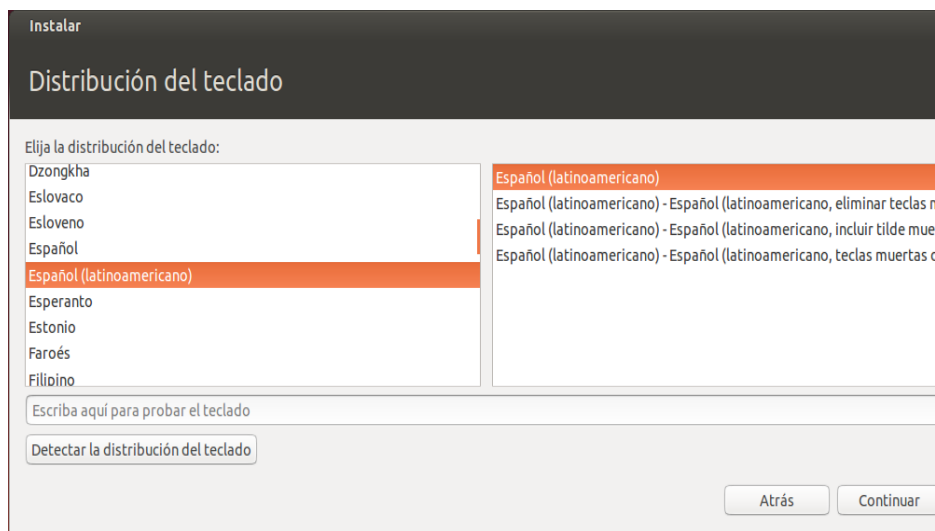 Instalar
Distribución del teclado
Elija la distribución del teclado:
Dzongkha
Eslovaco
Esloveno
Español
Español (latinoamericano)
Esperanto
Estonio
Faroés
Filipino
Español (latinoamericano)
Español (latinoamericano) - Español (latinoamericano, eliminar teclas
Español (latinoamericano) - Español (latinoamericano, incluir tilde
Español (latinoamericano) - Español (latinoamericano, teclas muertas
Escriba aquí para probar el teclado
Detectar la distribución del teclado
Atrás
Continuar